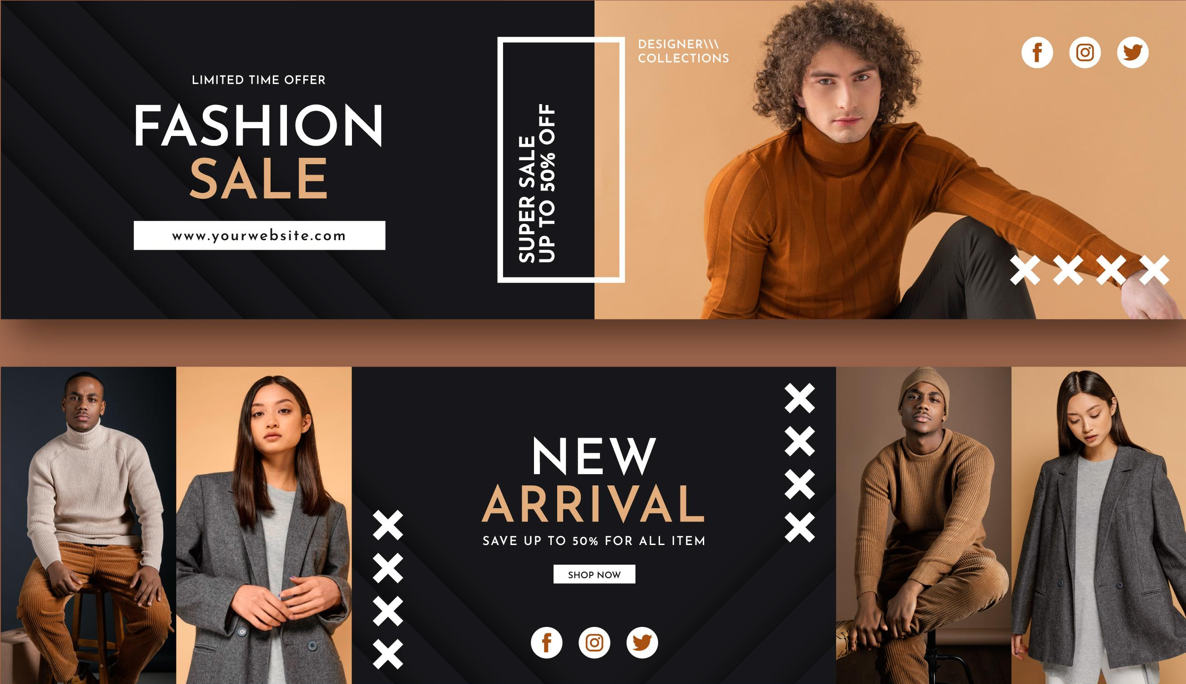 LIMITED TIME OFFER
FASHION
SALE
www.yourwebsite.com
SUPER SALE
UP TO 50% OFF
DESIGNER\\\
COLLECTIONS
NEW
ARRIVAL
SAVE UP TO 50% FOR ALL ITEM
SHOP NOW